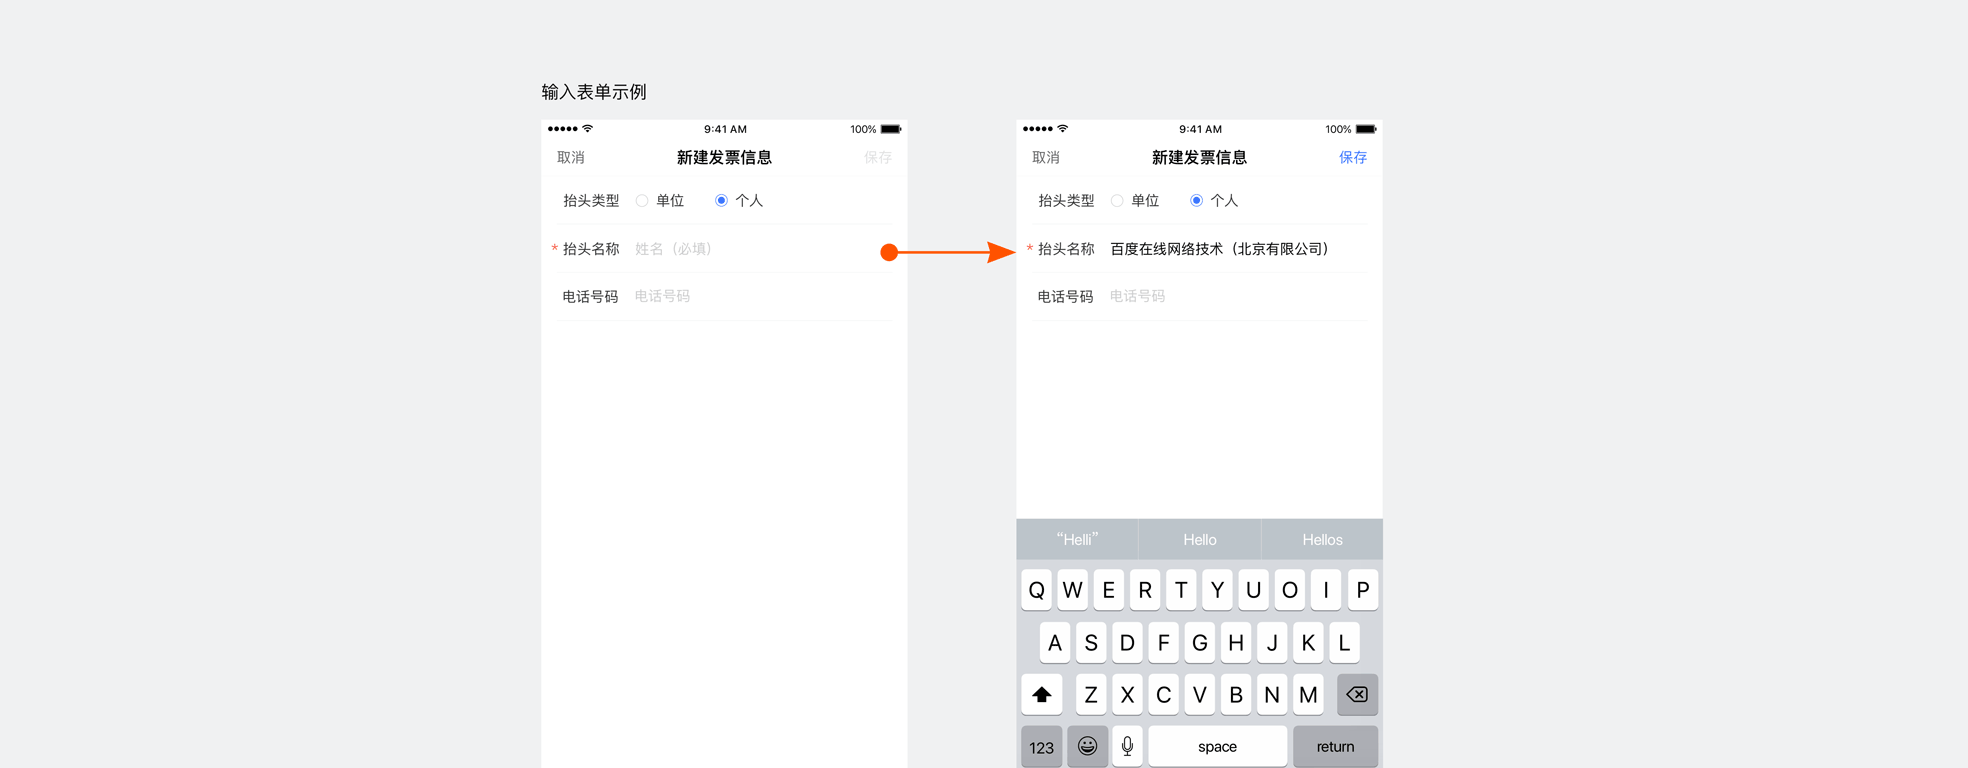 输入表单示例
9:41 AM 100%
取消 新建发票信息 保存
抬头类型 单位 个人
* 抬头名称 姓名（必填）
电话号码 电话号码
9:41 AM 100%
取消 新建发票信息 保存
抬头类型 单位 个人
* 抬头名称 百度在线网络技术（北京有限公司）
电话号码 电话号码
“Helli” Hello Hellos
Q W E R T Y U O I P
A S D F G H J K L
Z X C V B N M
123 space return